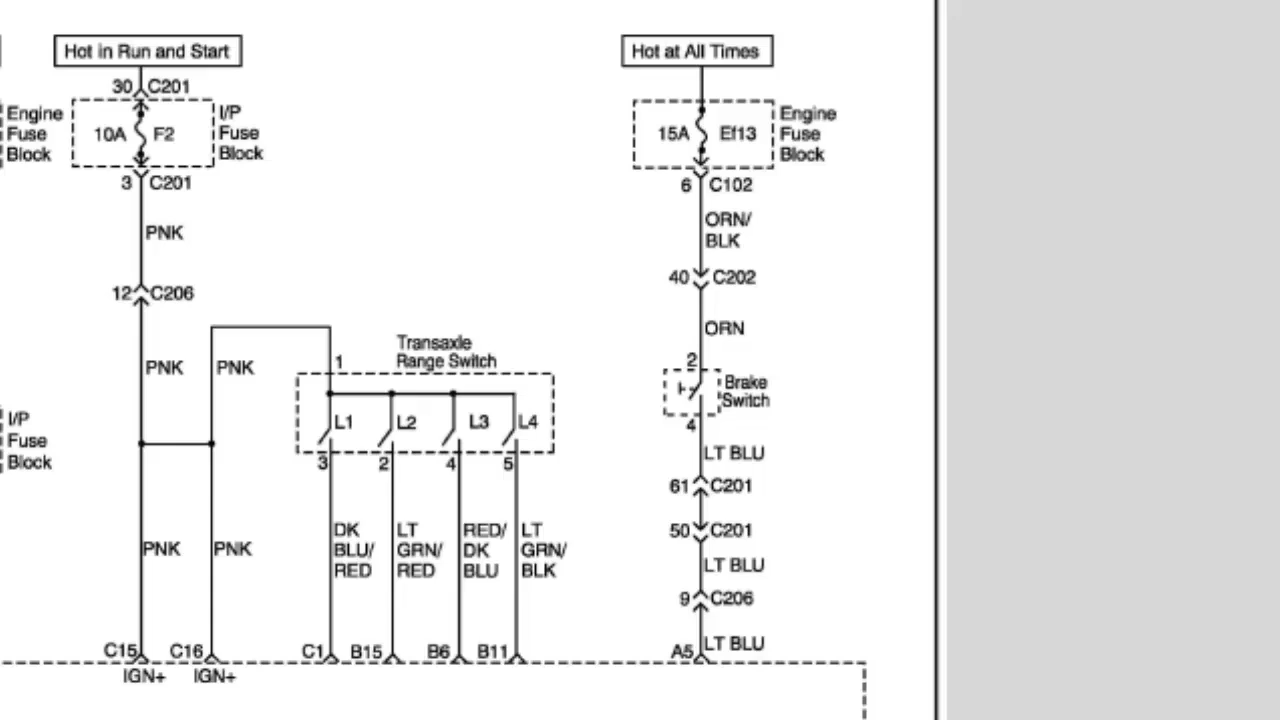 Hot in Run and Start
Hot at All Times
30 C201
Engine
Fuse
Block
10A F2
I/P
Fuse
Block
15A Ef13
Engine
Fuse
Block
3 C201
6 C102
PNK
ORN/
BLK
12 C206
40 C202
ORN
Transaxle
Range Switch
PNK
PNK
1
2
Brake
Switch
4
L1
L2
L3
L4
I/P
Fuse
Block
3
2
4
5
LT BLU
61 C201
50 C201
PNK
PNK
DK
BLU/
RED
LT
GRN/
RED
RED/
DK
BLU
LT
GRN/
BLK
LT BLU
9 C206
LT BLU
C15
C16
C1
B15
B6
B11
A5
IGN+
IGN+